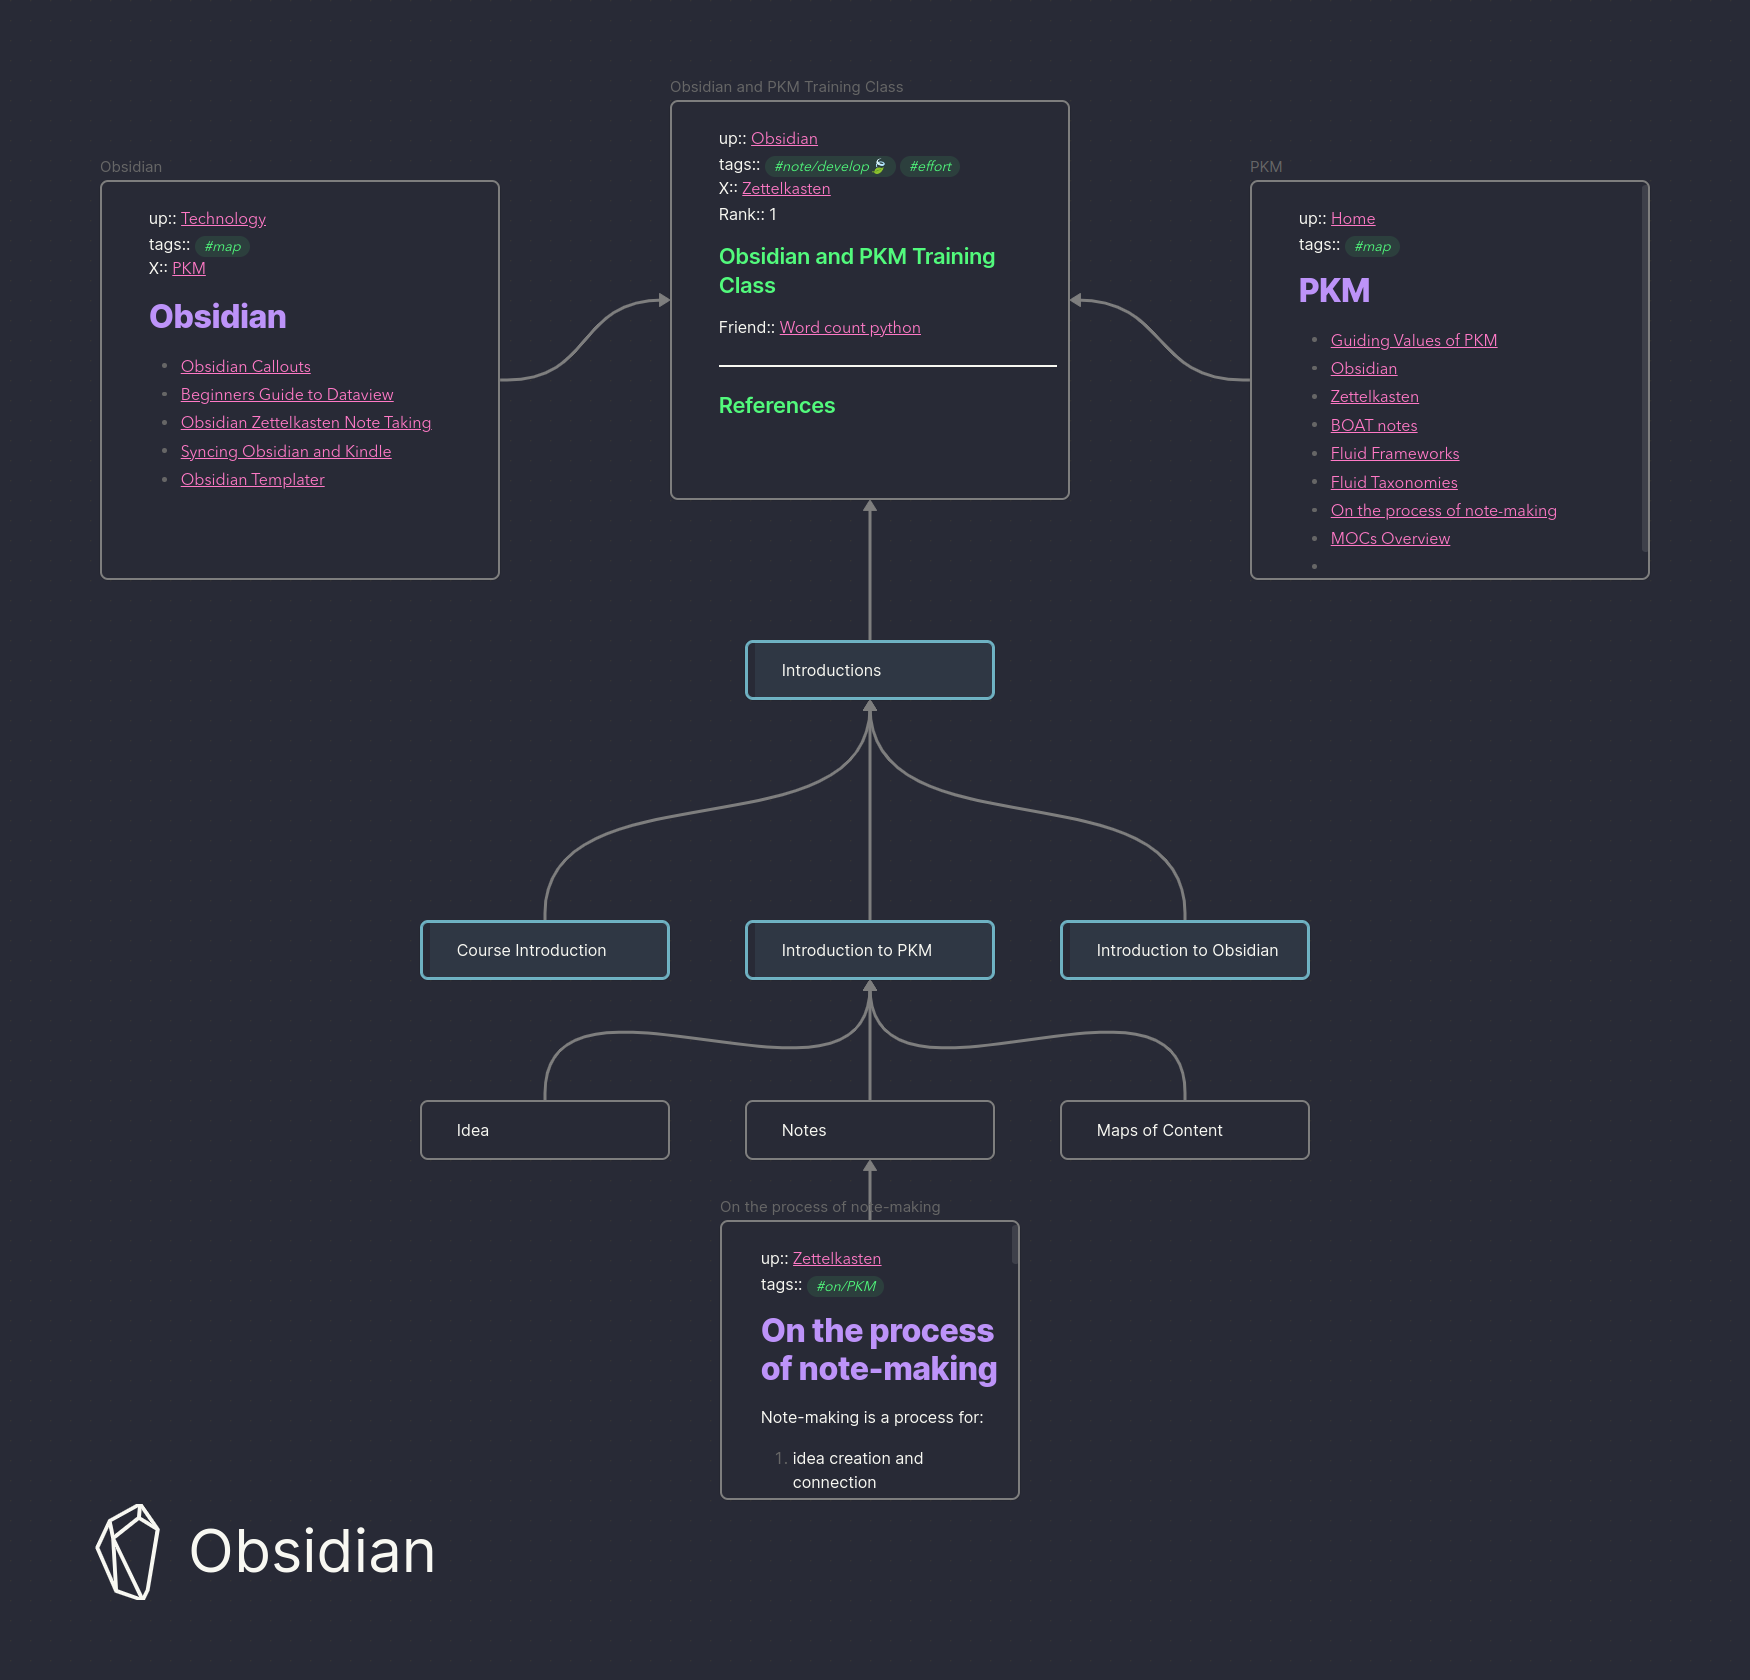 Obsidian and PKM Training Class
up:: Obsidian
tags:: #note/develop🍃 #effort
X:: Zettelkasten
Rank:: 1
Obsidian and PKM Training
Class
Friend:: Word count python
References
Obsidian
up:: Technology
tags:: #map
X:: PKM
Obsidian
Obsidian Callouts
Beginners Guide to Dataview
Obsidian Zettelkasten Note Taking
Syncing Obsidian and Kindle
Obsidian Templater
PKM
up:: Home
tags:: #map
PKM
Guiding Values of PKM
Obsidian
Zettelkasten
BOAT notes
Fluid Frameworks
Fluid Taxonomies
On the process of note-making
MOCs Overview
Introductions
Course Introduction
Introduction to PKM
Introduction to Obsidian
Idea
Notes
Maps of Content
On the process of note-making
up:: Zettelkasten
tags:: #on/PKM
On the process
of note-making
Note-making is a process for:
1. idea creation and
connection
Obsidian